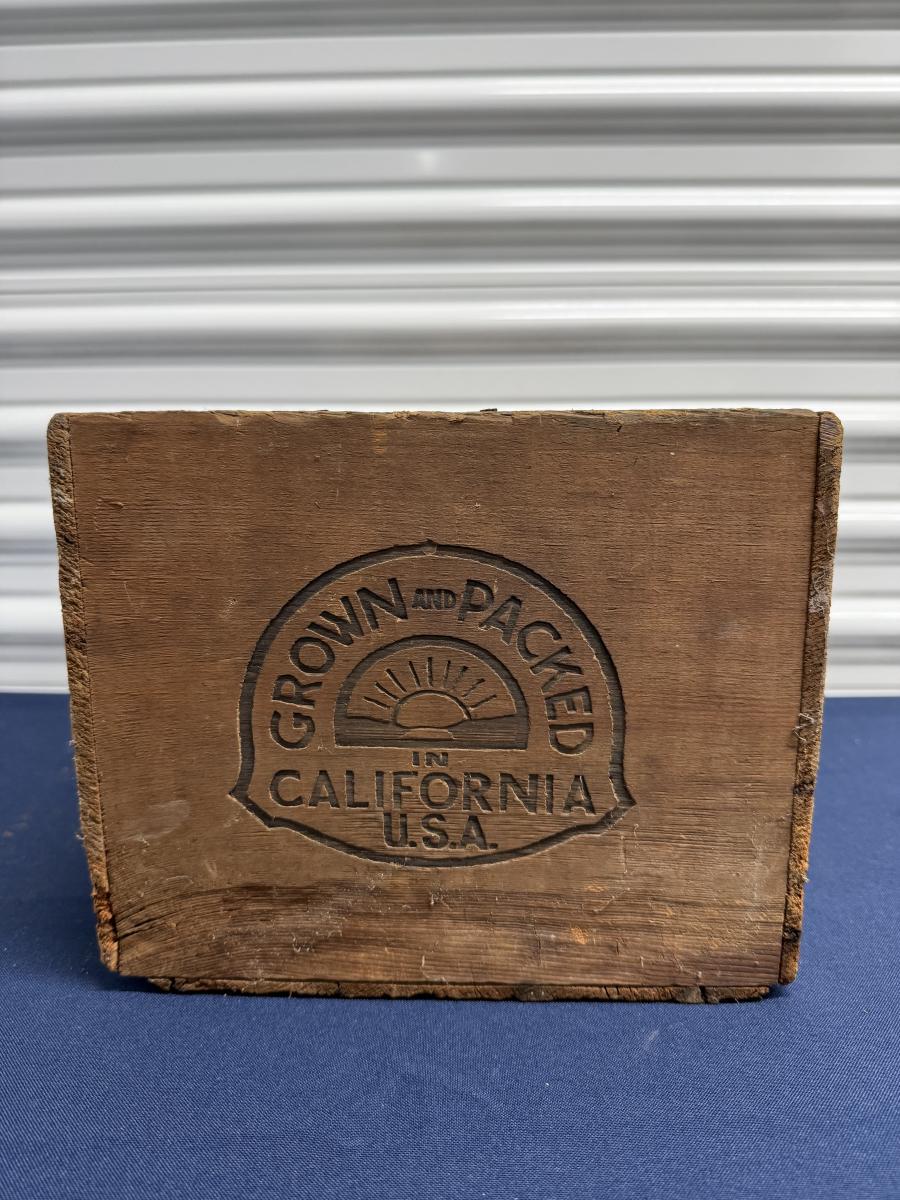 GROWN AND PACKED
IN
CALIFORNIA
U.S.A.